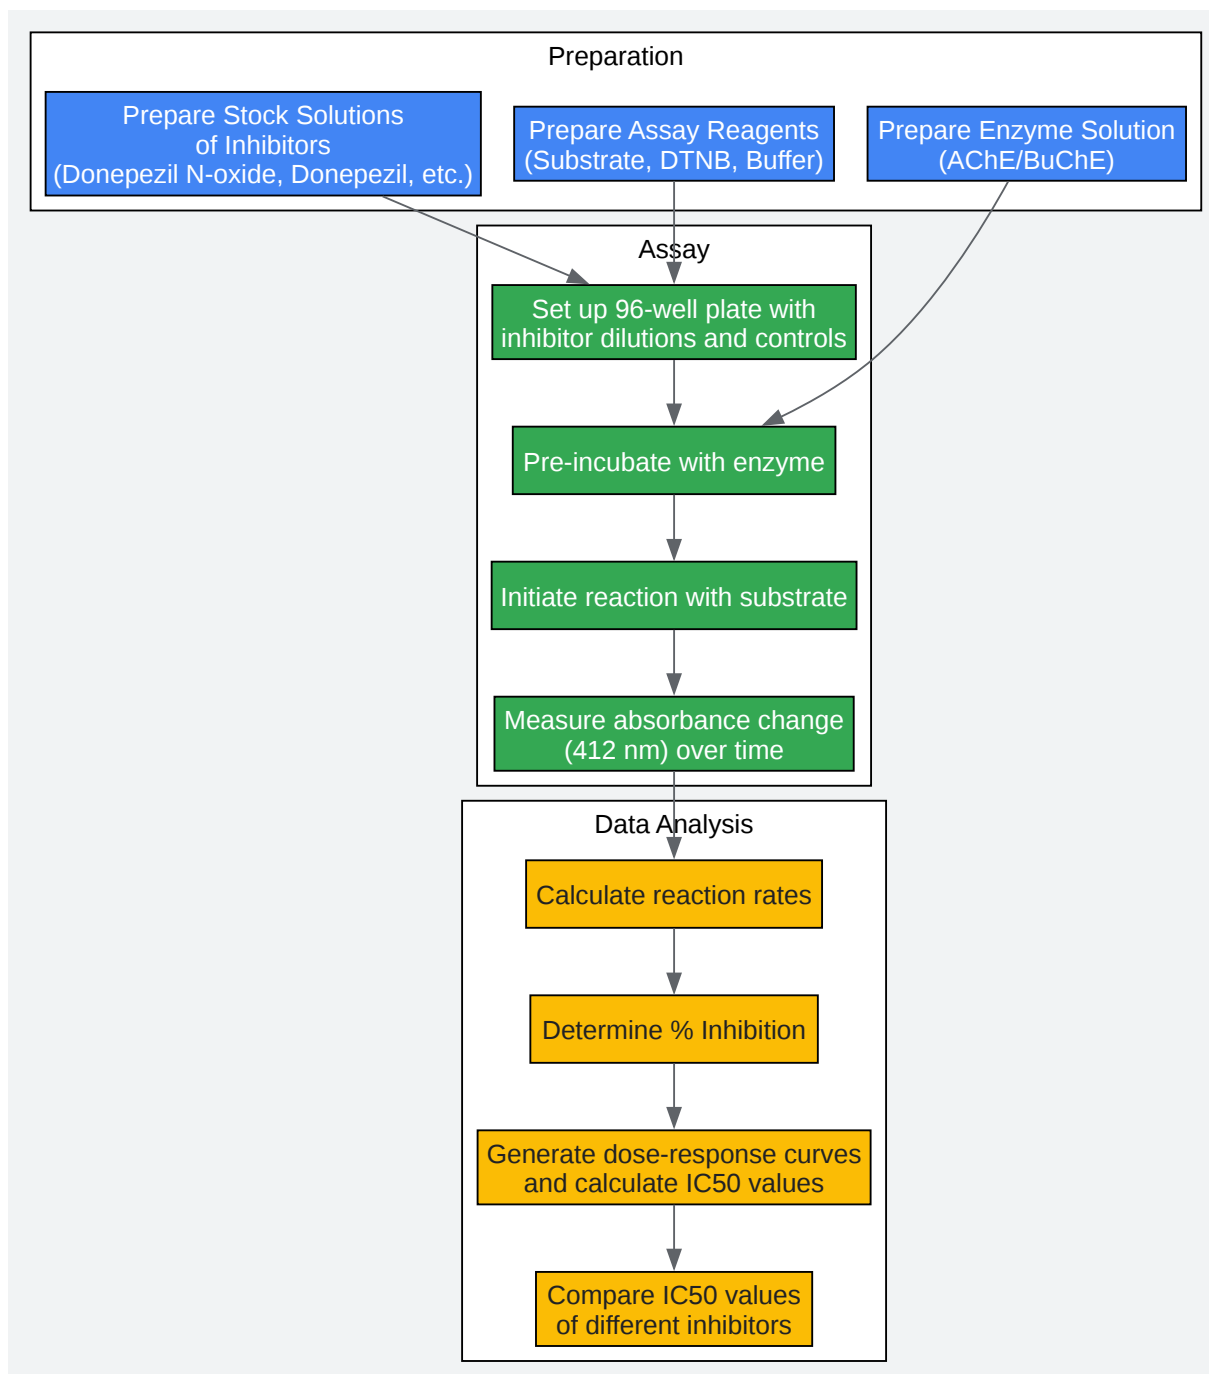 Preparation
Prepare Stock Solutions
of Inhibitors
(Donepezil N-oxide, Donepezil, etc.)
Prepare Assay Reagents
(Substrate, DTNB, Buffer)
Prepare Enzyme Solution
(AChE/BuChE)
Assay
Set up 96-well plate with
inhibitor dilutions and controls
Pre-incubate with enzyme
Initiate reaction with substrate
Measure absorbance change
(412 nm) over time
Data Analysis
Calculate reaction rates
Determine % Inhibition
Generate dose-response curves
and calculate IC50 values
Compare IC50 values
of different inhibitors